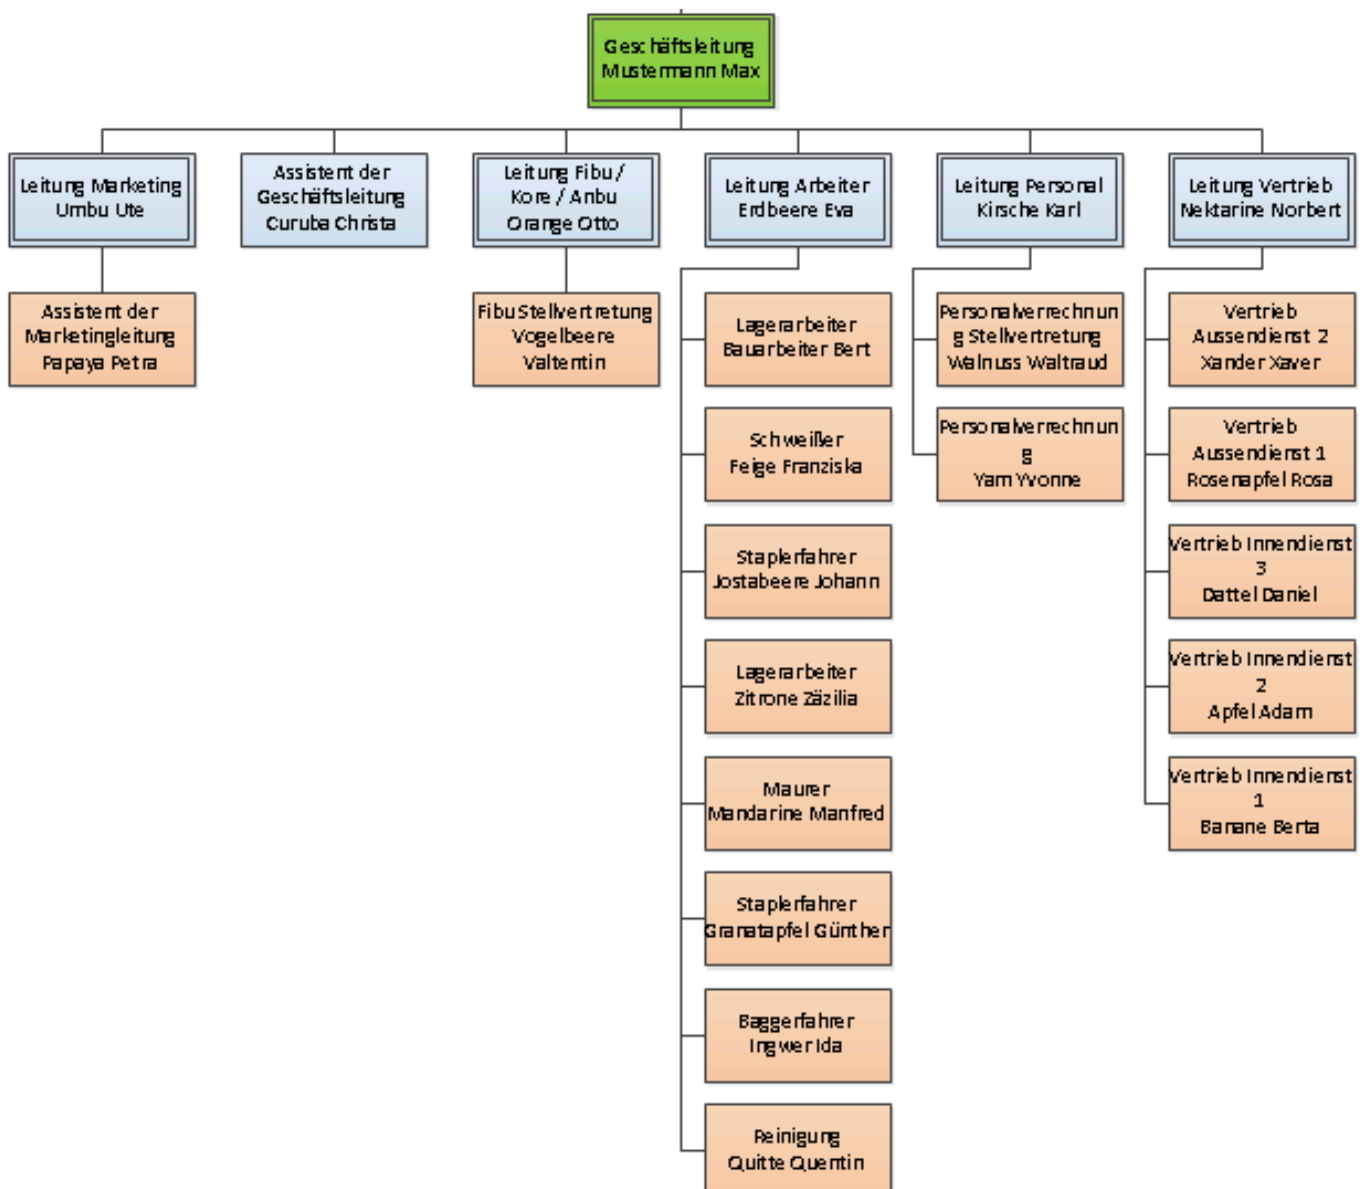 Geschäftsleitung
Mustermann Max
Leitung Marketing
Umbu Ute
Assistent der
Geschäftsleitung
Curuba Christa
Leitung Fibu /
Kore / Anbu
Orange Otto
Leitung Arbeiter
Erdbeere Eva
Leitung Personal
Kirsche Karl
Leitung Vertrieb
Nektarine Norbert
Assistent der
Marketingleitung
Papaya Petra
Fibu Stellvertretung
Vogelbeere
Valtentin
Lagerarbeiter
Bauarbeiter Bert
Schweißer
Feige Franziska
Staplerfahrer
Jostabeere Johann
Lagerarbeiter
Zitrone Zäzilia
Maurer
Mandarine Manfred
Staplerfahrer
Granatapfel Günther
Baggerfahrer
Ingwer Ida
Reinigung
Quitte Quentin
Personalverrechnun
g Stellvertretung
Walnuss Waltraud
Personalverrechnun
g
Yam Yvonne
Vertrieb
Aussendienst 2
Xander Xaver
Vertrieb
Aussendienst 1
Rosenapfel Rosa
Vertrieb Innendienst
3
Dattel Daniel
Vertrieb Innendienst
2
Apfel Adam
Vertrieb Innendienst
1
Banane Berta